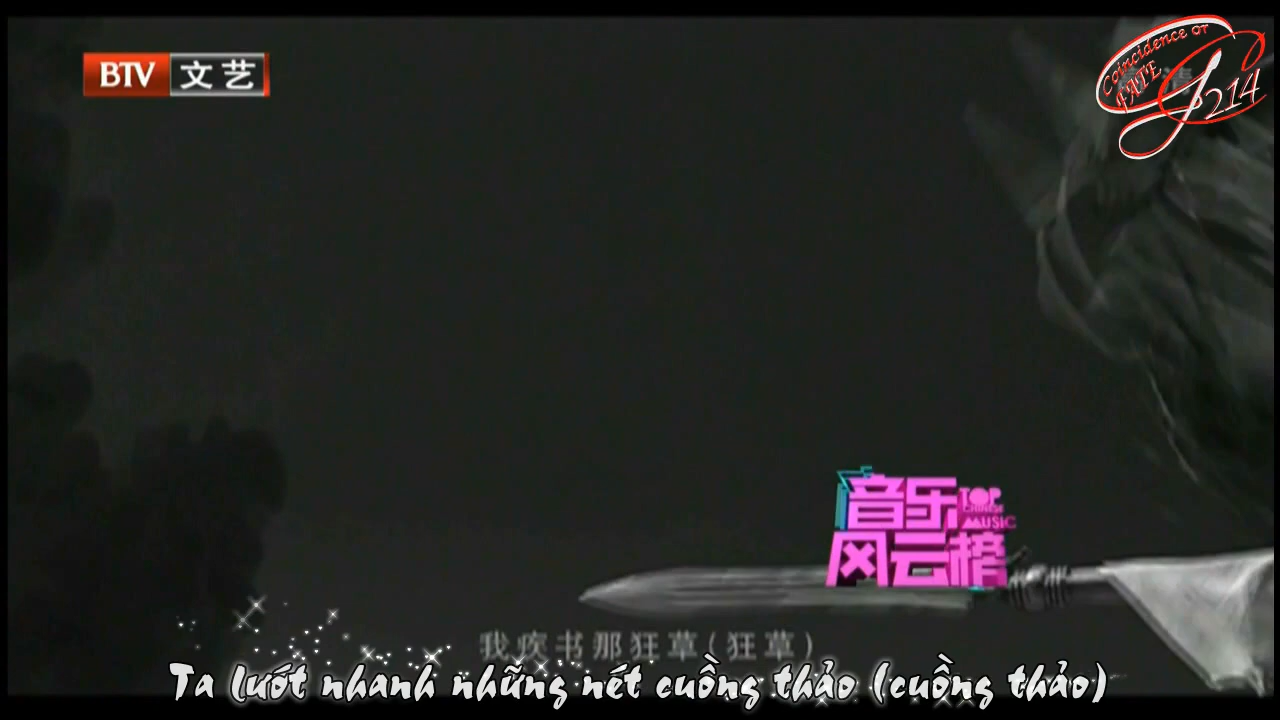 BTV 文艺
Coincidence or
FATE
214
音乐 TOP
CHINESE
MUSIC
风云榜
我疾书那狂草(狂草)
Ta lướt nhanh những nét cuồng thảo (cuồng thảo)